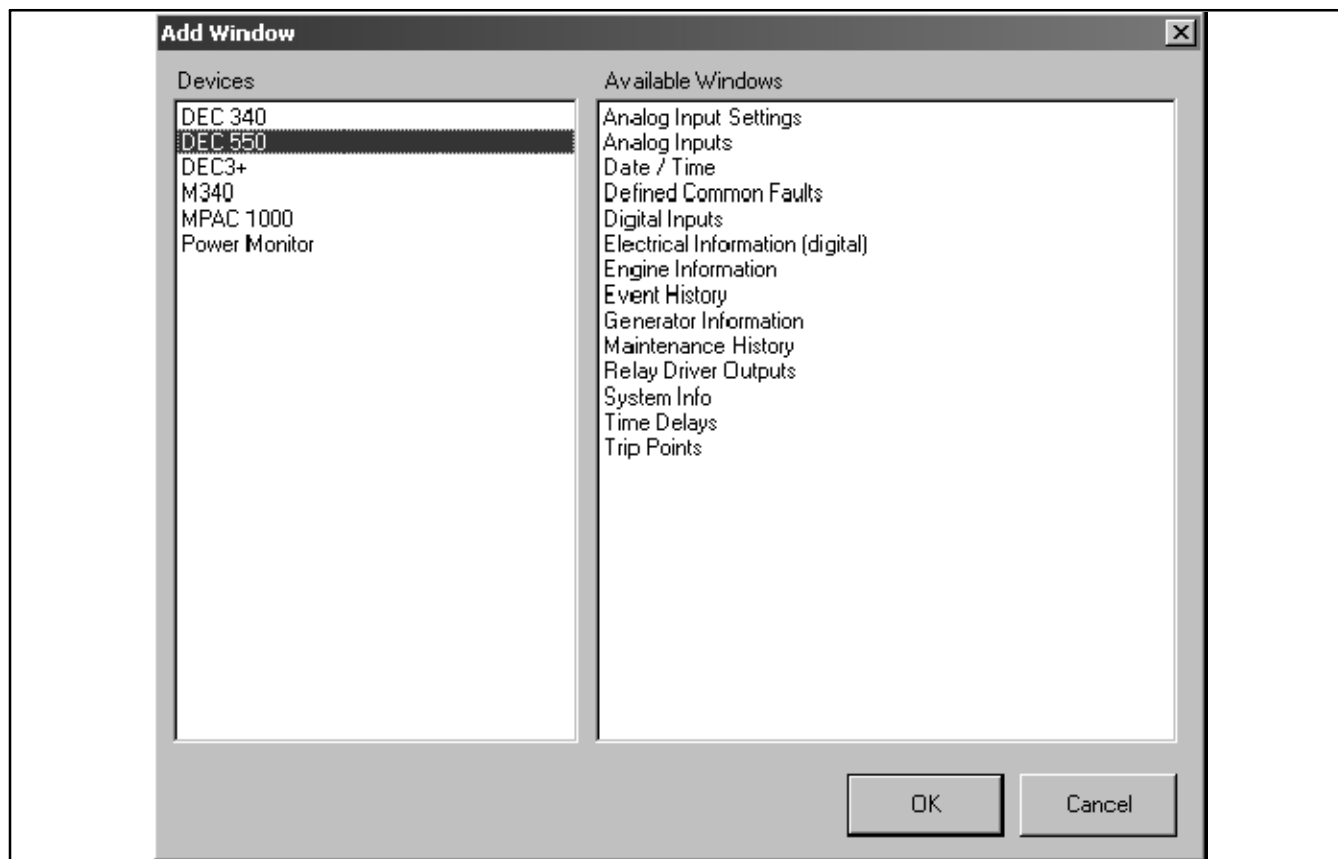 Add Window
Devices
DEC 340
DEC 550
DEC3+
M340
MPAC 1000
Power Monitor
Available Windows
Analog Input Settings
Analog Inputs
Date / Time
Defined Common Faults
Digital Inputs
Electrical Information (digital)
Engine Information
Event History
Generator Information
Maintenance History
Relay Driver Outputs
System Info
Time Delays
Trip Points
OK
Cancel